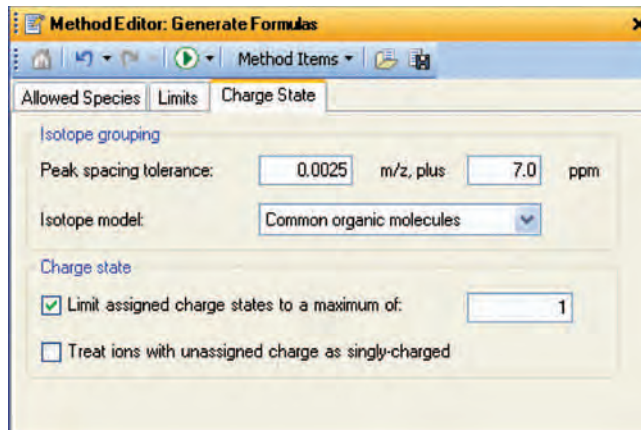 Method Editor: Generate Formulas
Method Items
Allowed Species Limits Charge State
Isotope grouping
Peak spacing tolerance: 0.0025 m/z, plus 7.0 ppm
Isotope model: Common organic molecules
Charge state
Limit assigned charge states to a maximum of: 1
Treat ions with unassigned charge as singly-charged